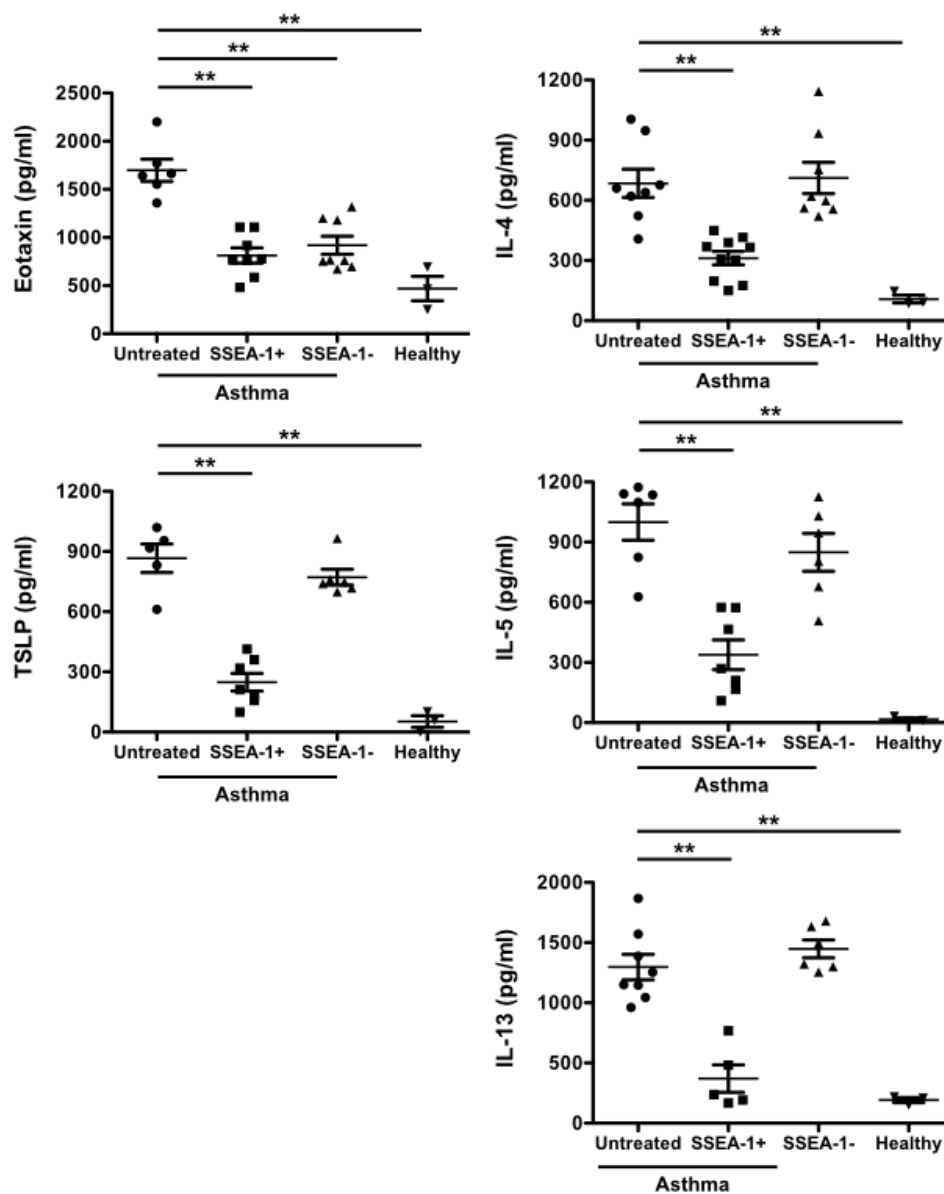 **
**
**
2500
2000
1500
1000
500
0
Eotaxin (pg/ml)
Untreated SSEA-1+ SSEA-1- Healthy
Asthma
**
**
1200
900
600
300
0
IL-4 (pg/ml)
Untreated SSEA-1+ SSEA-1- Healthy
Asthma
**
**
1200
900
600
300
0
TSLP (pg/ml)
Untreated SSEA-1+ SSEA-1- Healthy
Asthma
**
**
1200
900
600
300
0
IL-5 (pg/ml)
Untreated SSEA-1+ SSEA-1- Healthy
Asthma
**
**
2000
1500
1000
500
0
IL-13 (pg/ml)
Untreated SSEA-1+ SSEA-1- Healthy
Asthma